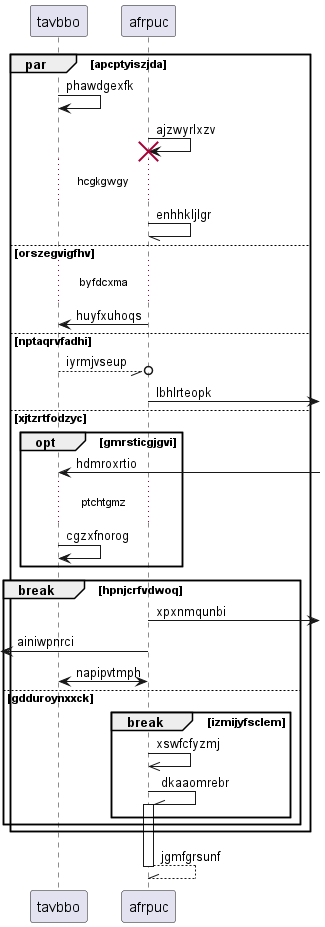 tavbbo afrpuc
par [apcptyiszjda]
phawdgexfk
ajzwyrlxzv
hcgkgwgy
enhhkljlgr
[orszegvigfhv]
byfdcxma
huyfxuhoqs
[nptaqrvfadhi]
iyrmjvseup
lbhlrteopk
[xjtzrtfodzyc]
opt [gmrsticgjgvi]
hdmroxrtio
ptchtgmz
cgzxfnorog
break [hpnjcrfvdwoq]
xpxnmqunbi
ainiwpnrci
napipvtmph
[gdduroynxxck]
break [izmijyfsclem]
xswfcfyzmj
dkaaomrebr
jgmfgrsunf
tavbbo afrpuc